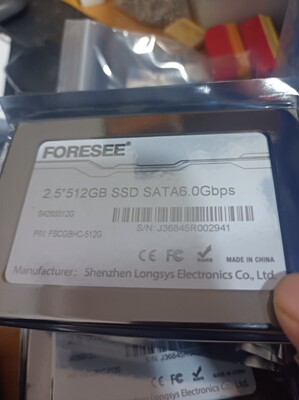 FORESEE®
2.5"512GB SSD SATA6.0Gbps
S/N: J36845R002941
P/N: FSCGBHC-512G
CE FC RoHS MADE IN CHINA
Manufacturer: Shenzhen Longsys Electronics Co., Ltd.